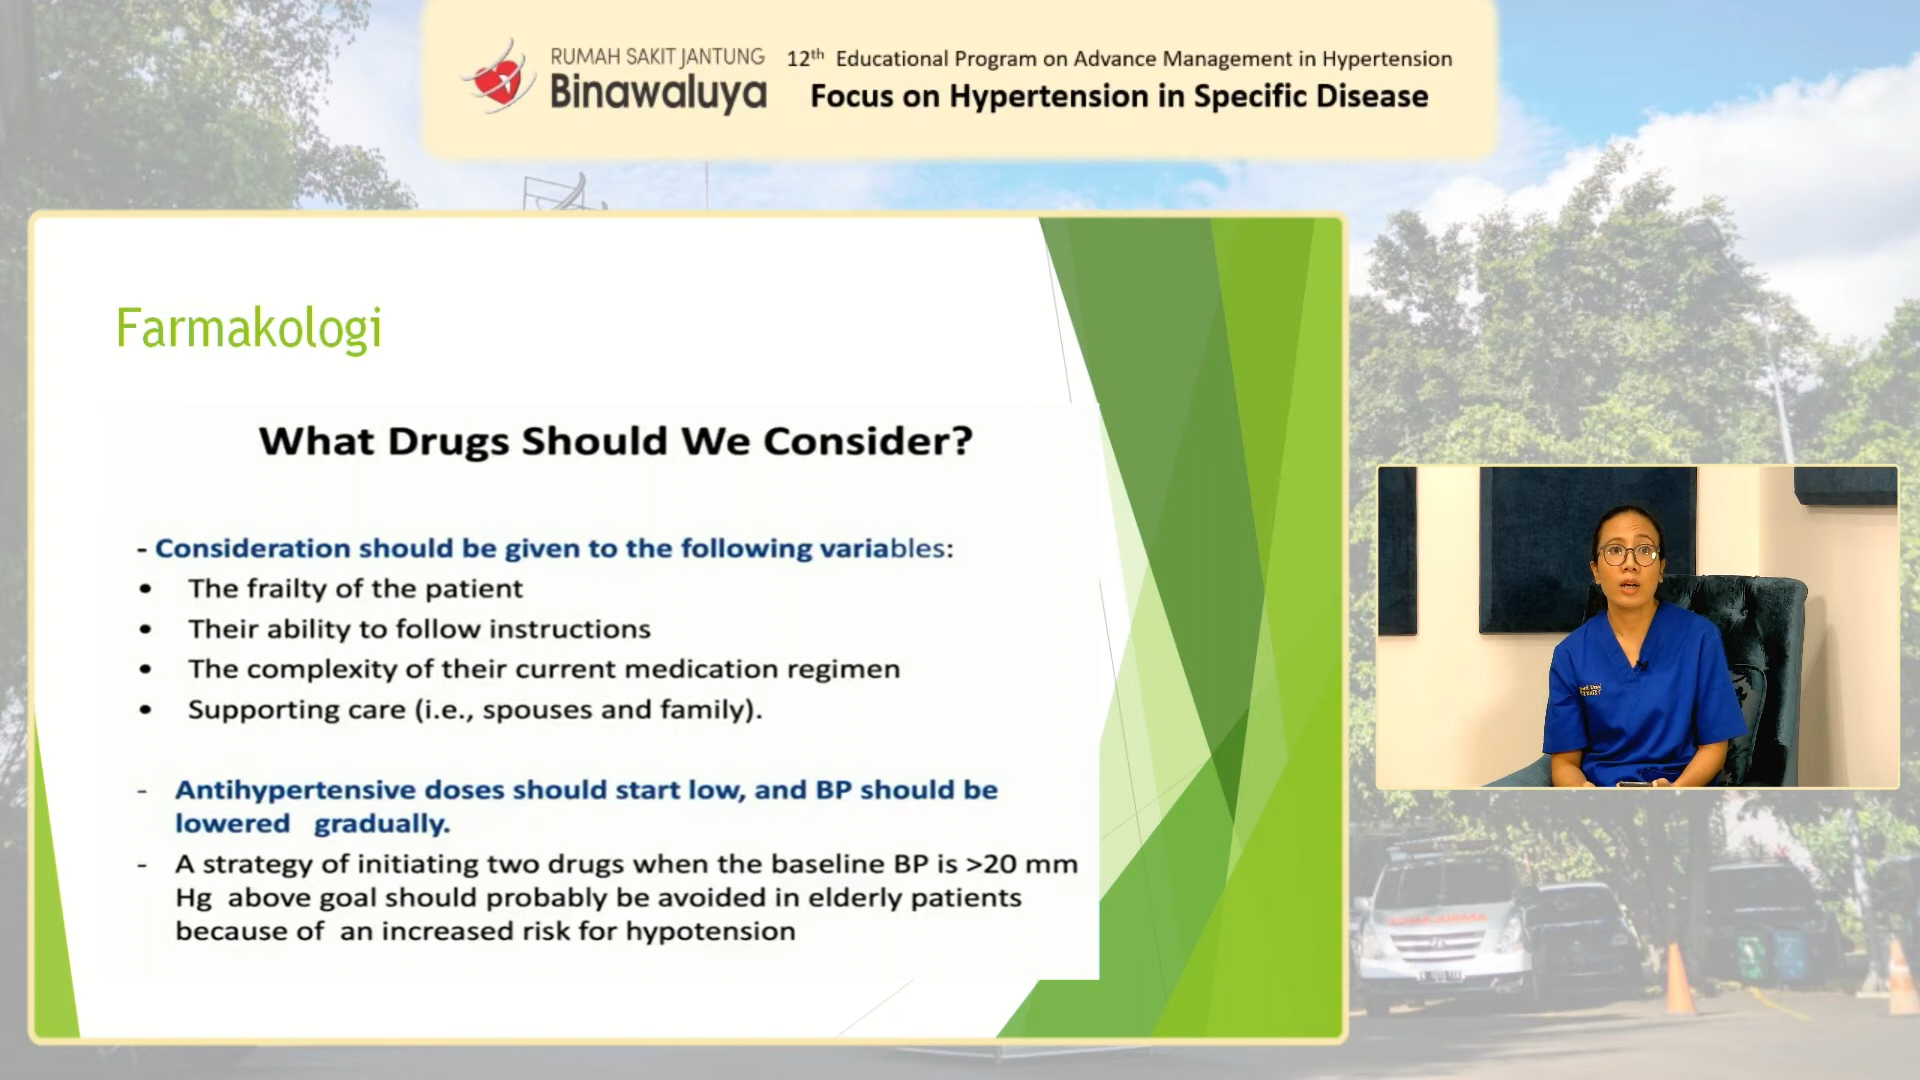 RUMAH SAKIT JANTUNG
Binawaluya
12th Educational Program on Advance Management in Hypertension
Focus on Hypertension in Specific Disease
Farmakologi
What Drugs Should We Consider?
- Consideration should be given to the following variables:
• The frailty of the patient
• Their ability to follow instructions
• The complexity of their current medication regimen
• Supporting care (i.e., spouses and family).
- Antihypertensive doses should start low, and BP should be
lowered gradually.
- A strategy of initiating two drugs when the baseline BP is >20 mm
Hg above goal should probably be avoided in elderly patients
because of an increased risk for hypotension